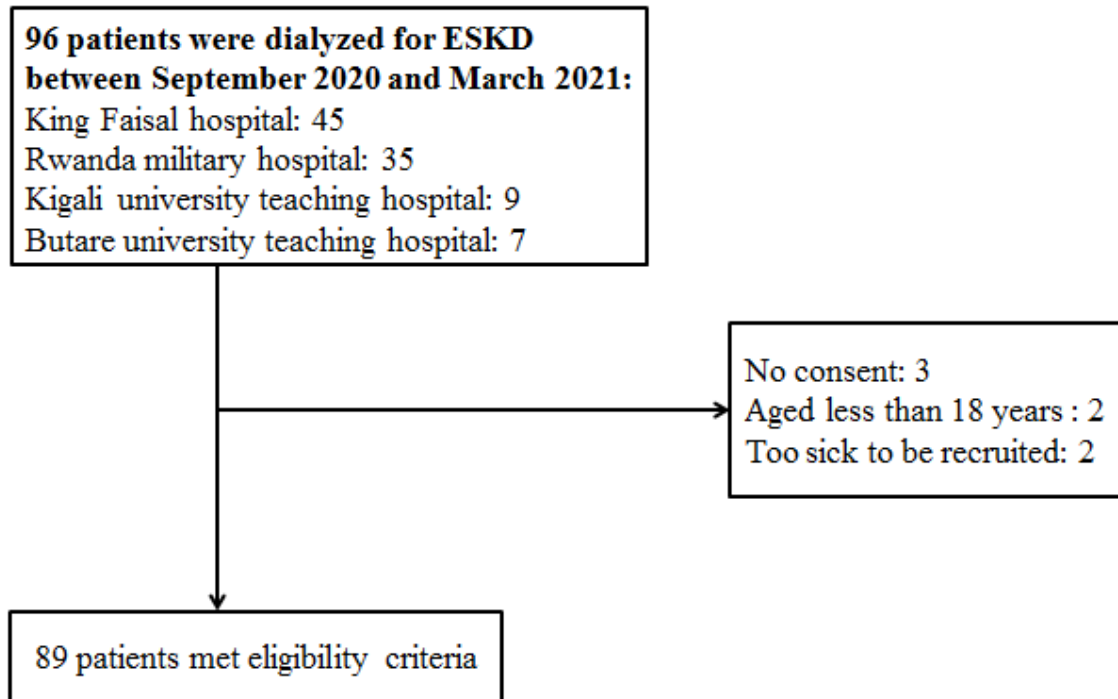 96 patients were dialyzed for ESKD
between September 2020 and March 2021:
King Faisal hospital: 45
Rwanda military hospital: 35
Kigali university teaching hospital: 9
Butare university teaching hospital: 7
No consent: 3
Aged less than 18 years : 2
Too sick to be recruited: 2
89 patients met eligibility criteria